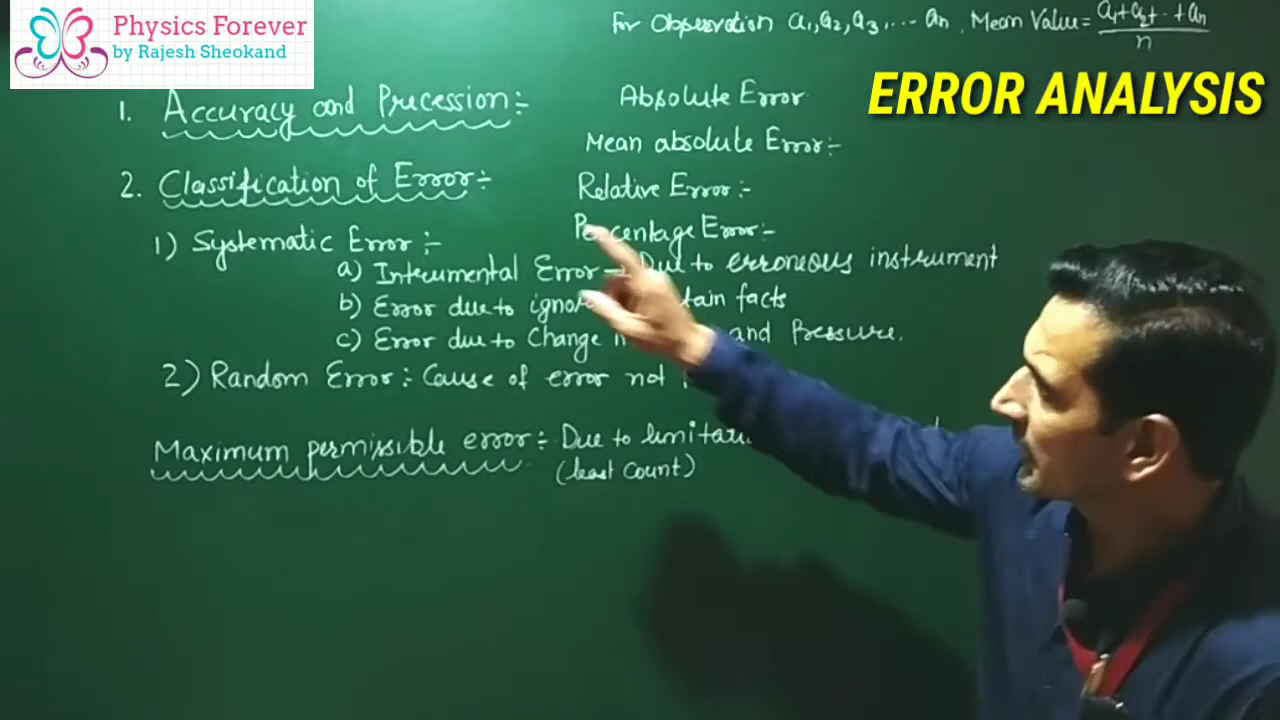 Physics Forever
by Rajesh Sheokand
For Observation a₁, a₂, a₃, ... aₙ, Mean Value = a₁+a₂+..+aₙ / n
ERROR ANALYSIS
1. Accuracy and Precession :-
Absolute Error
Mean absolute Error :-
2. Classification of Error :-
Relative Error :-
Percentage Error :-
1) Systematic Error :-
a) Intrumental Error → Due to erroneous instrument
b) Error due to facts
c) Error due to Change and Pressure.
2) Random Error :- Cause of error not
Maximum permissible error :- Due to
(least count)